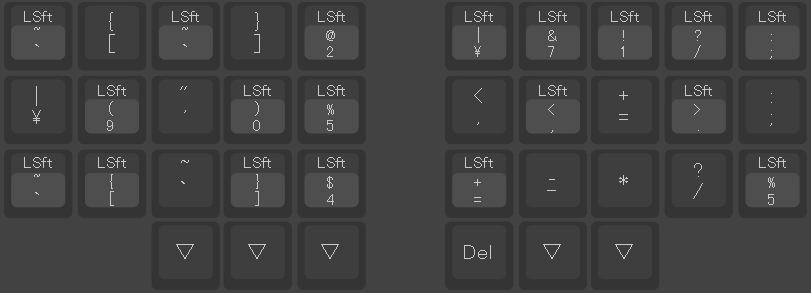 LSft LSft LSft LSft LSft LSft LSft LSft
~ { ~ } @ | & ! ? :
` [ ` ] 2 ¥ 7 1 / ;
LSft LSft LSft LSft LSft
| ( " ) % < < + > :
¥ 9 ' 0 5 , , = . ;
LSft LSft LSft LSft LSft LSft
~ { ~ } $ + _ * ? %
` [ ` ] 4 = - / 5
▽ ▽ ▽ Del ▽ ▽